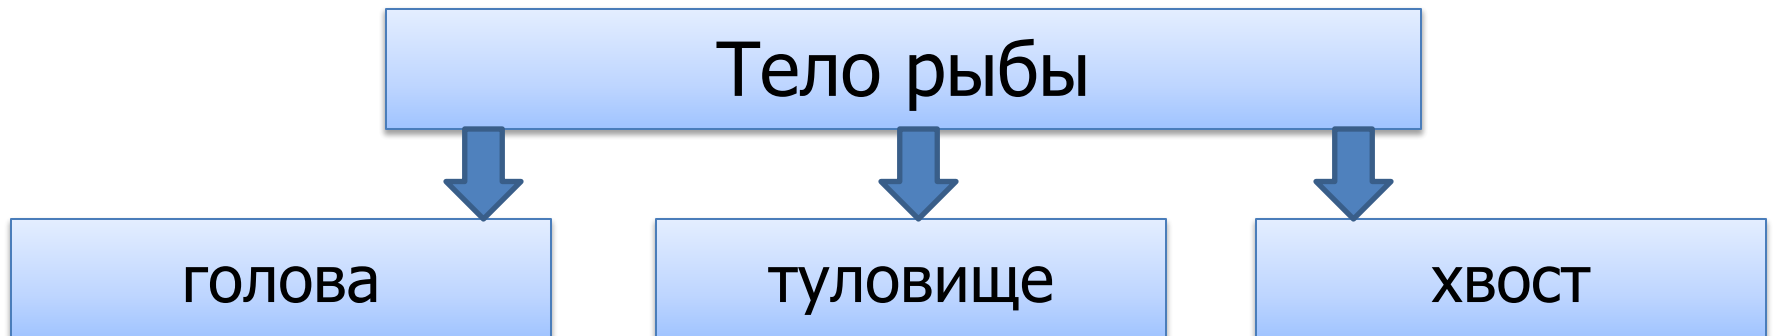 Тело рыбы
голова
туловище
хвост